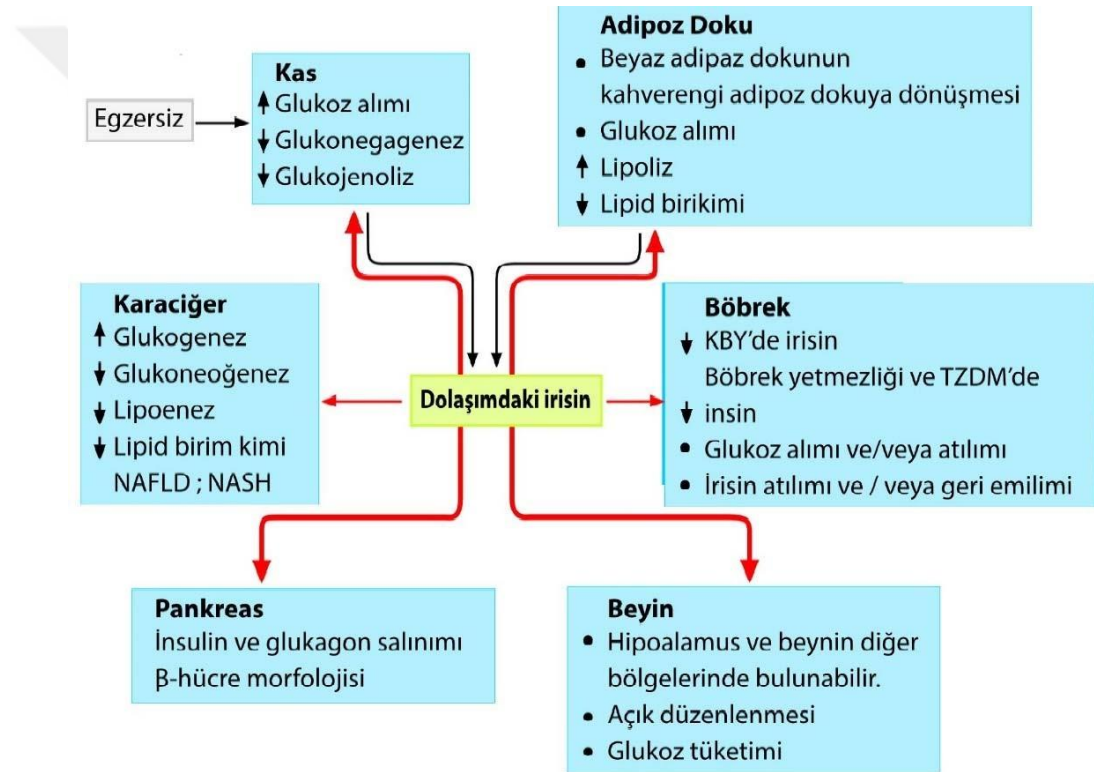 Egzersiz
Kas
↑ Glukoz alımı
↓ Glukonegagenez
↓ Glukojenoliz
Adipoz Doku
• Beyaz adipaz dokunun
kahverengi adipoz dokuya dönüşmesi
• Glukoz alımı
↑ Lipoliz
↓ Lipid birikimi
Karaciğer
↑ Glukogenez
↓ Glukoneoğenez
↓ Lipoenez
↓ Lipid birim kimi
NAFLD ; NASH
Dolaşımdaki irisin
Böbrek
↓ KBY’de irisin
Böbrek yetmezliği ve TZDM’de
↓ insin
• Glukoz alımı ve/veya atılımı
• İrisin atılımı ve / veya geri emilimi
Pankreas
İnsulin ve glukagon salınımı
β-hücre morfolojisi
Beyin
• Hipoalamus ve beynin diğer
bölgelerinde bulunabilir.
• Açık düzenlenmesi
• Glukoz tüketimi